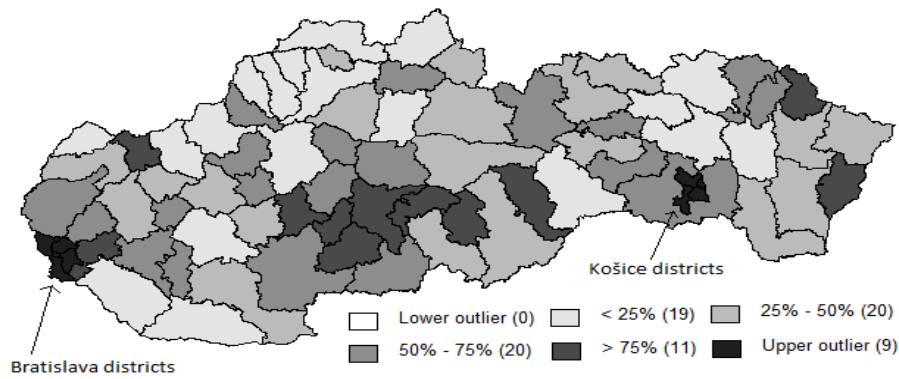 Košice districts
Lower outlier (0) < 25% (19) 25% - 50% (20)
50% - 75% (20) > 75% (11) Upper outlier (9)
Bratislava districts